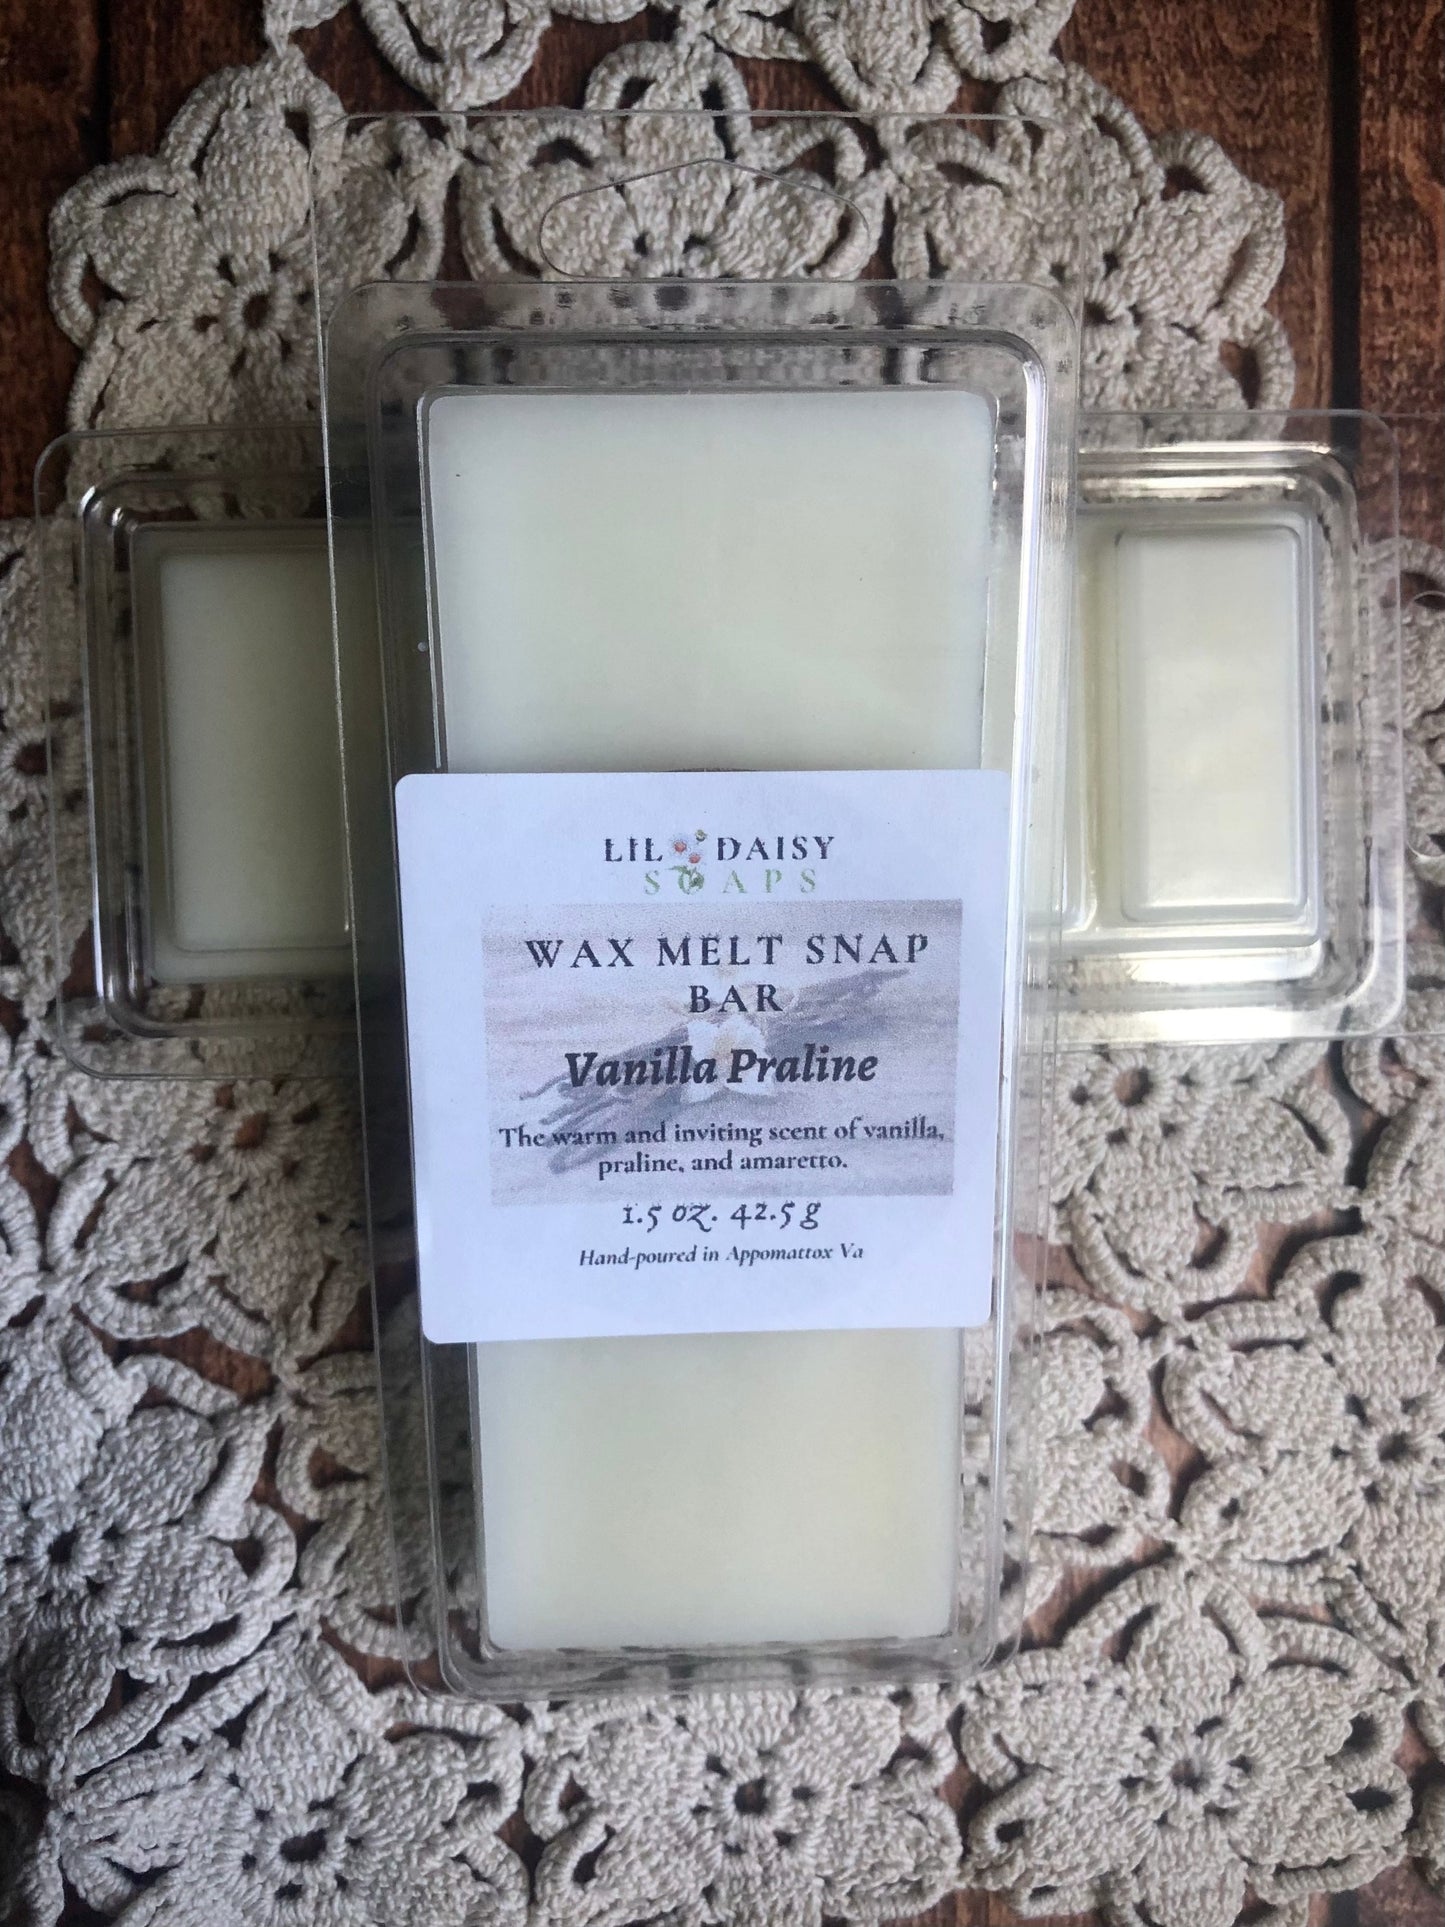 LIL DAISY
SOAPS
WAX MELT SNAP
BAR
Vanilla Praline
The warm and inviting scent of vanilla,
praline, and amaretto.
1.5 oz. 42.5 g
Hand-poured in Appomattox Va